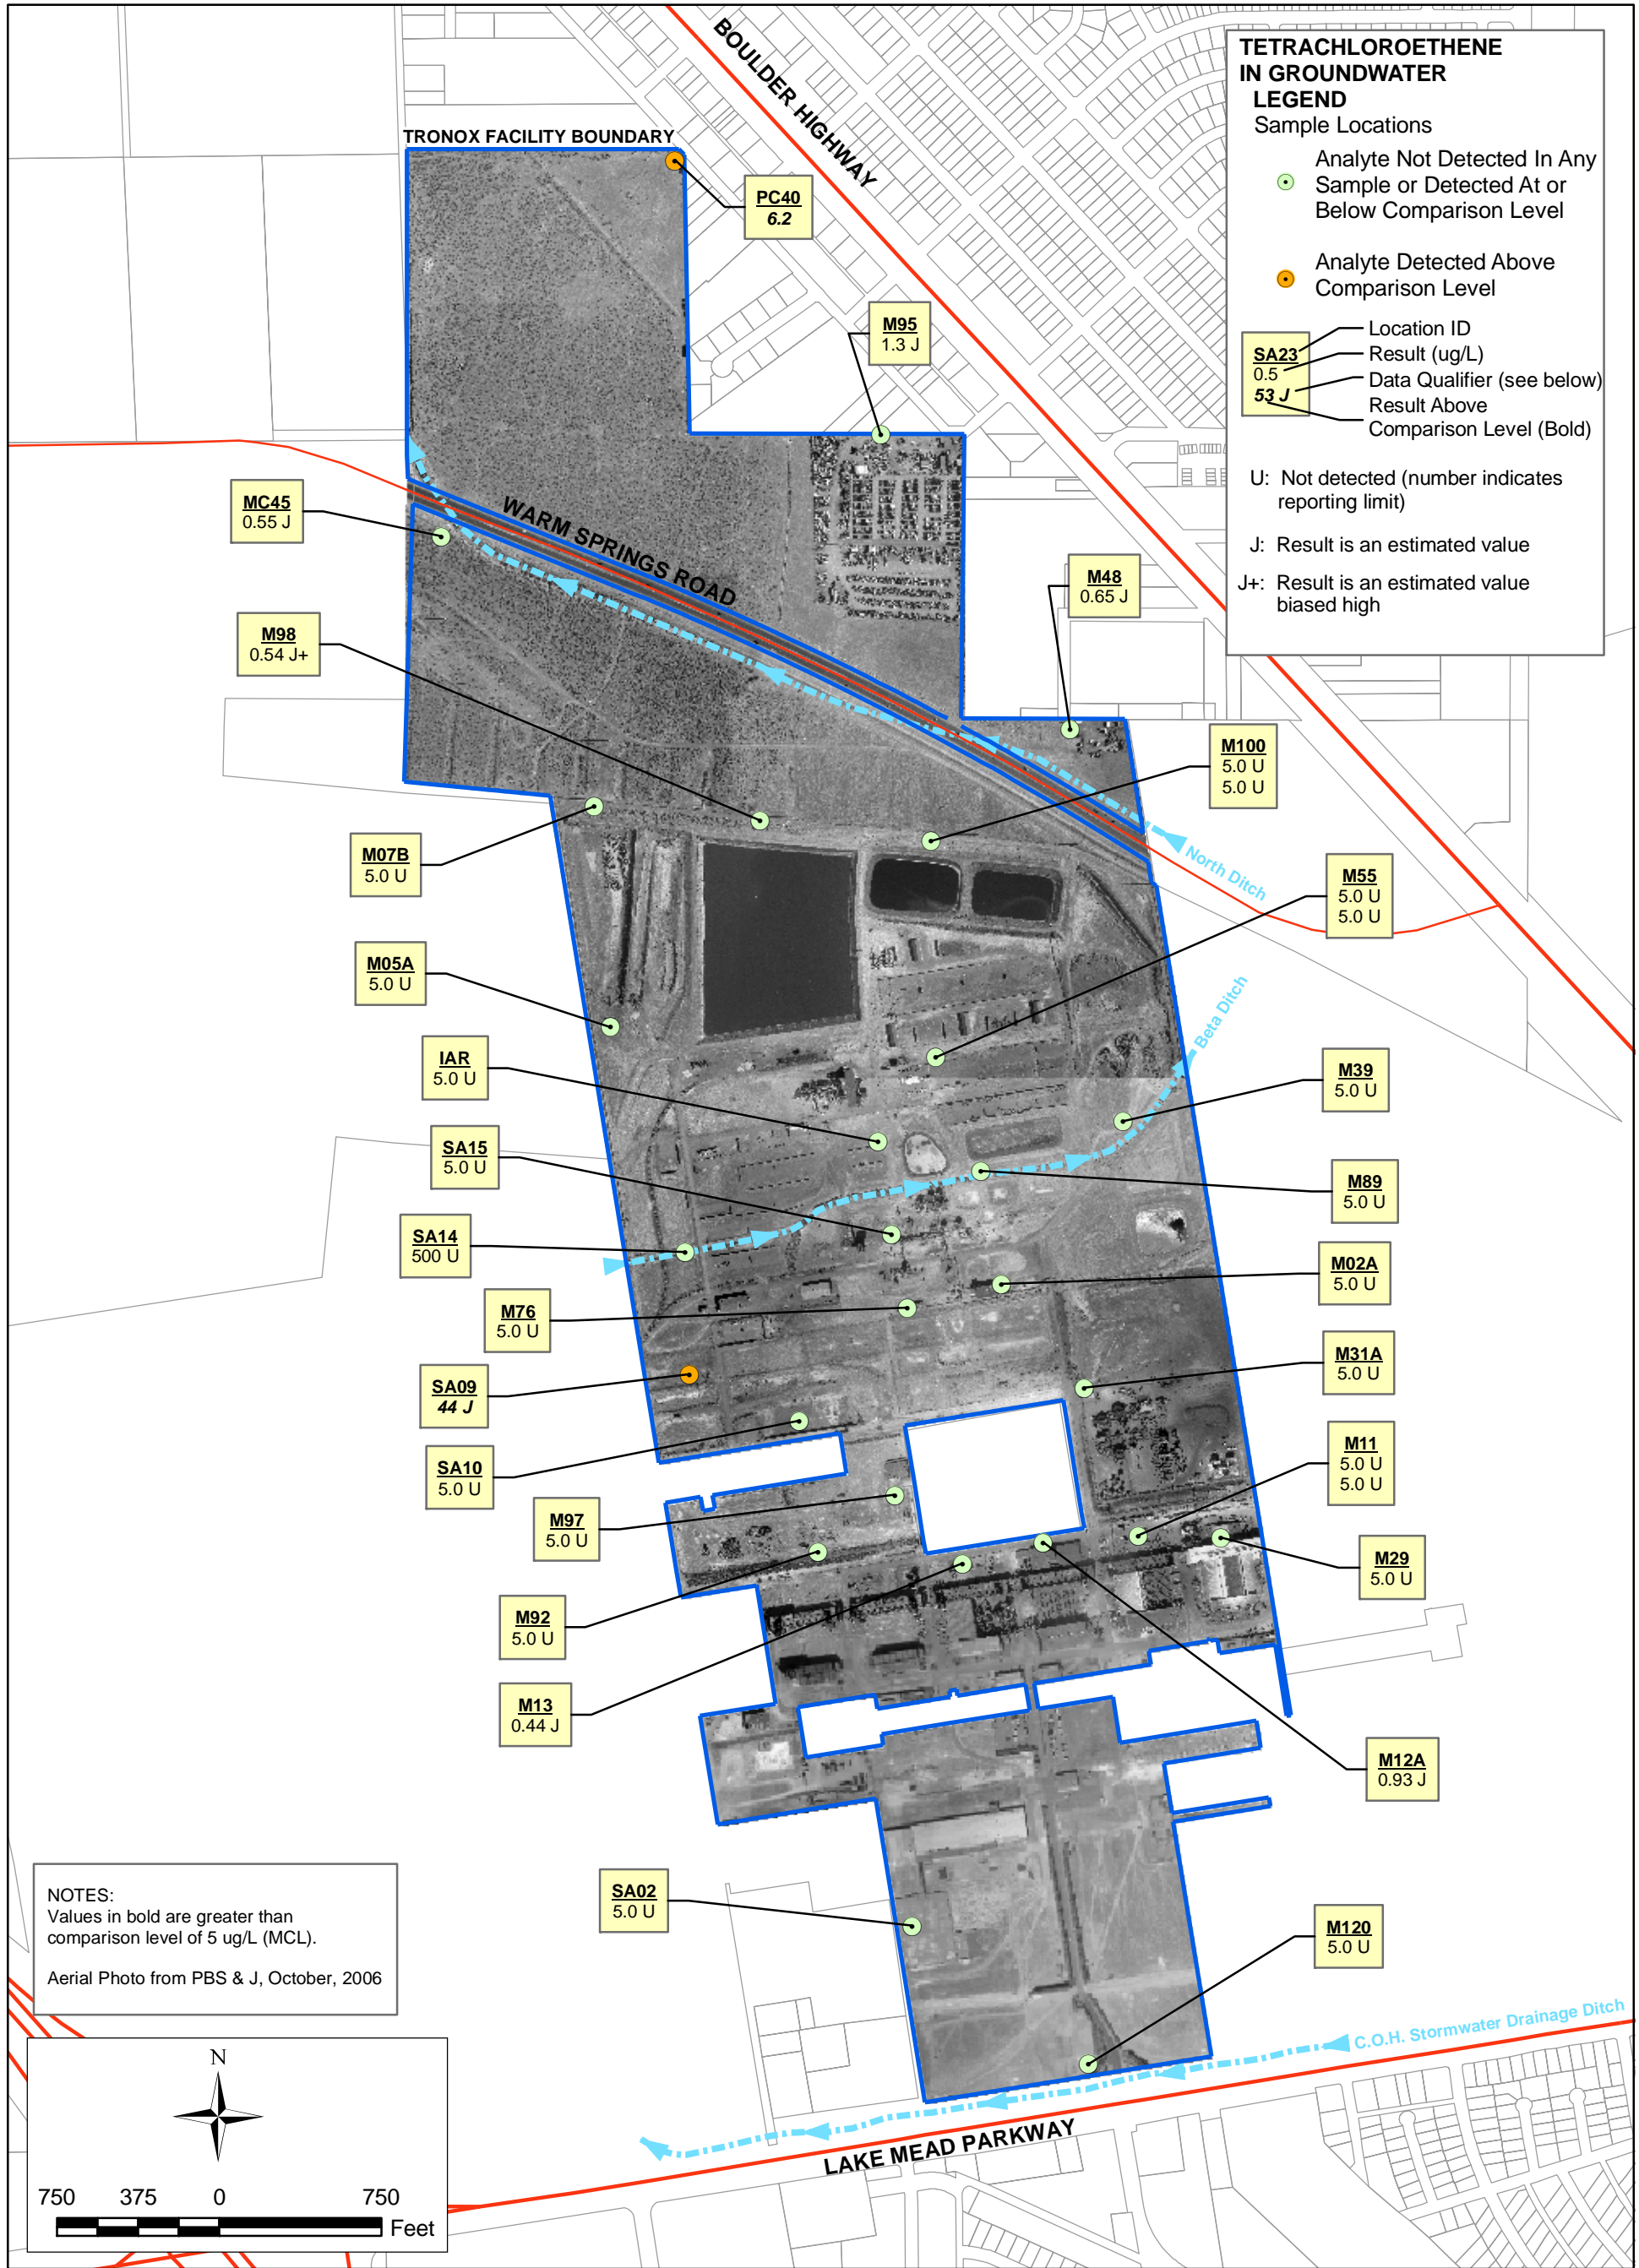 BOULDER HIGHWAY
TETRACHLOROETHENE
IN GROUNDWATER
LEGEND
Sample Locations
Analyte Not Detected In Any
Sample or Detected At or
Below Comparison Level
Analyte Detected Above
Comparison Level
SA23
0.5
53 J
Location ID
Result (ug/L)
Data Qualifier (see below)
Result Above
Comparison Level (Bold)
U: Not detected (number indicates
reporting limit)
J: Result is an estimated value
J+: Result is an estimated value
biased high
TRONOX FACILITY BOUNDARY
PC40
6.2
M95
1.3 J
MC45
0.55 J
WARM SPRINGS ROAD
M48
0.65 J
M98
0.54 J+
M100
5.0 U
5.0 U
North Ditch
M07B
5.0 U
M55
5.0 U
5.0 U
M05A
5.0 U
Beta Ditch
IAR
5.0 U
M39
5.0 U
SA15
5.0 U
M89
5.0 U
SA14
500 U
M02A
5.0 U
M76
5.0 U
M31A
5.0 U
SA09
44 J
SA10
5.0 U
M11
5.0 U
5.0 U
M97
5.0 U
M29
5.0 U
M92
5.0 U
M13
0.44 J
M12A
0.93 J
SA02
5.0 U
M120
5.0 U
NOTES:
Values in bold are greater than
comparison level of 5 ug/L (MCL).
Aerial Photo from PBS & J, October, 2006
C.O.H. Stormwater Drainage Ditch
LAKE MEAD PARKWAY
N
750 375 0 750
Feet